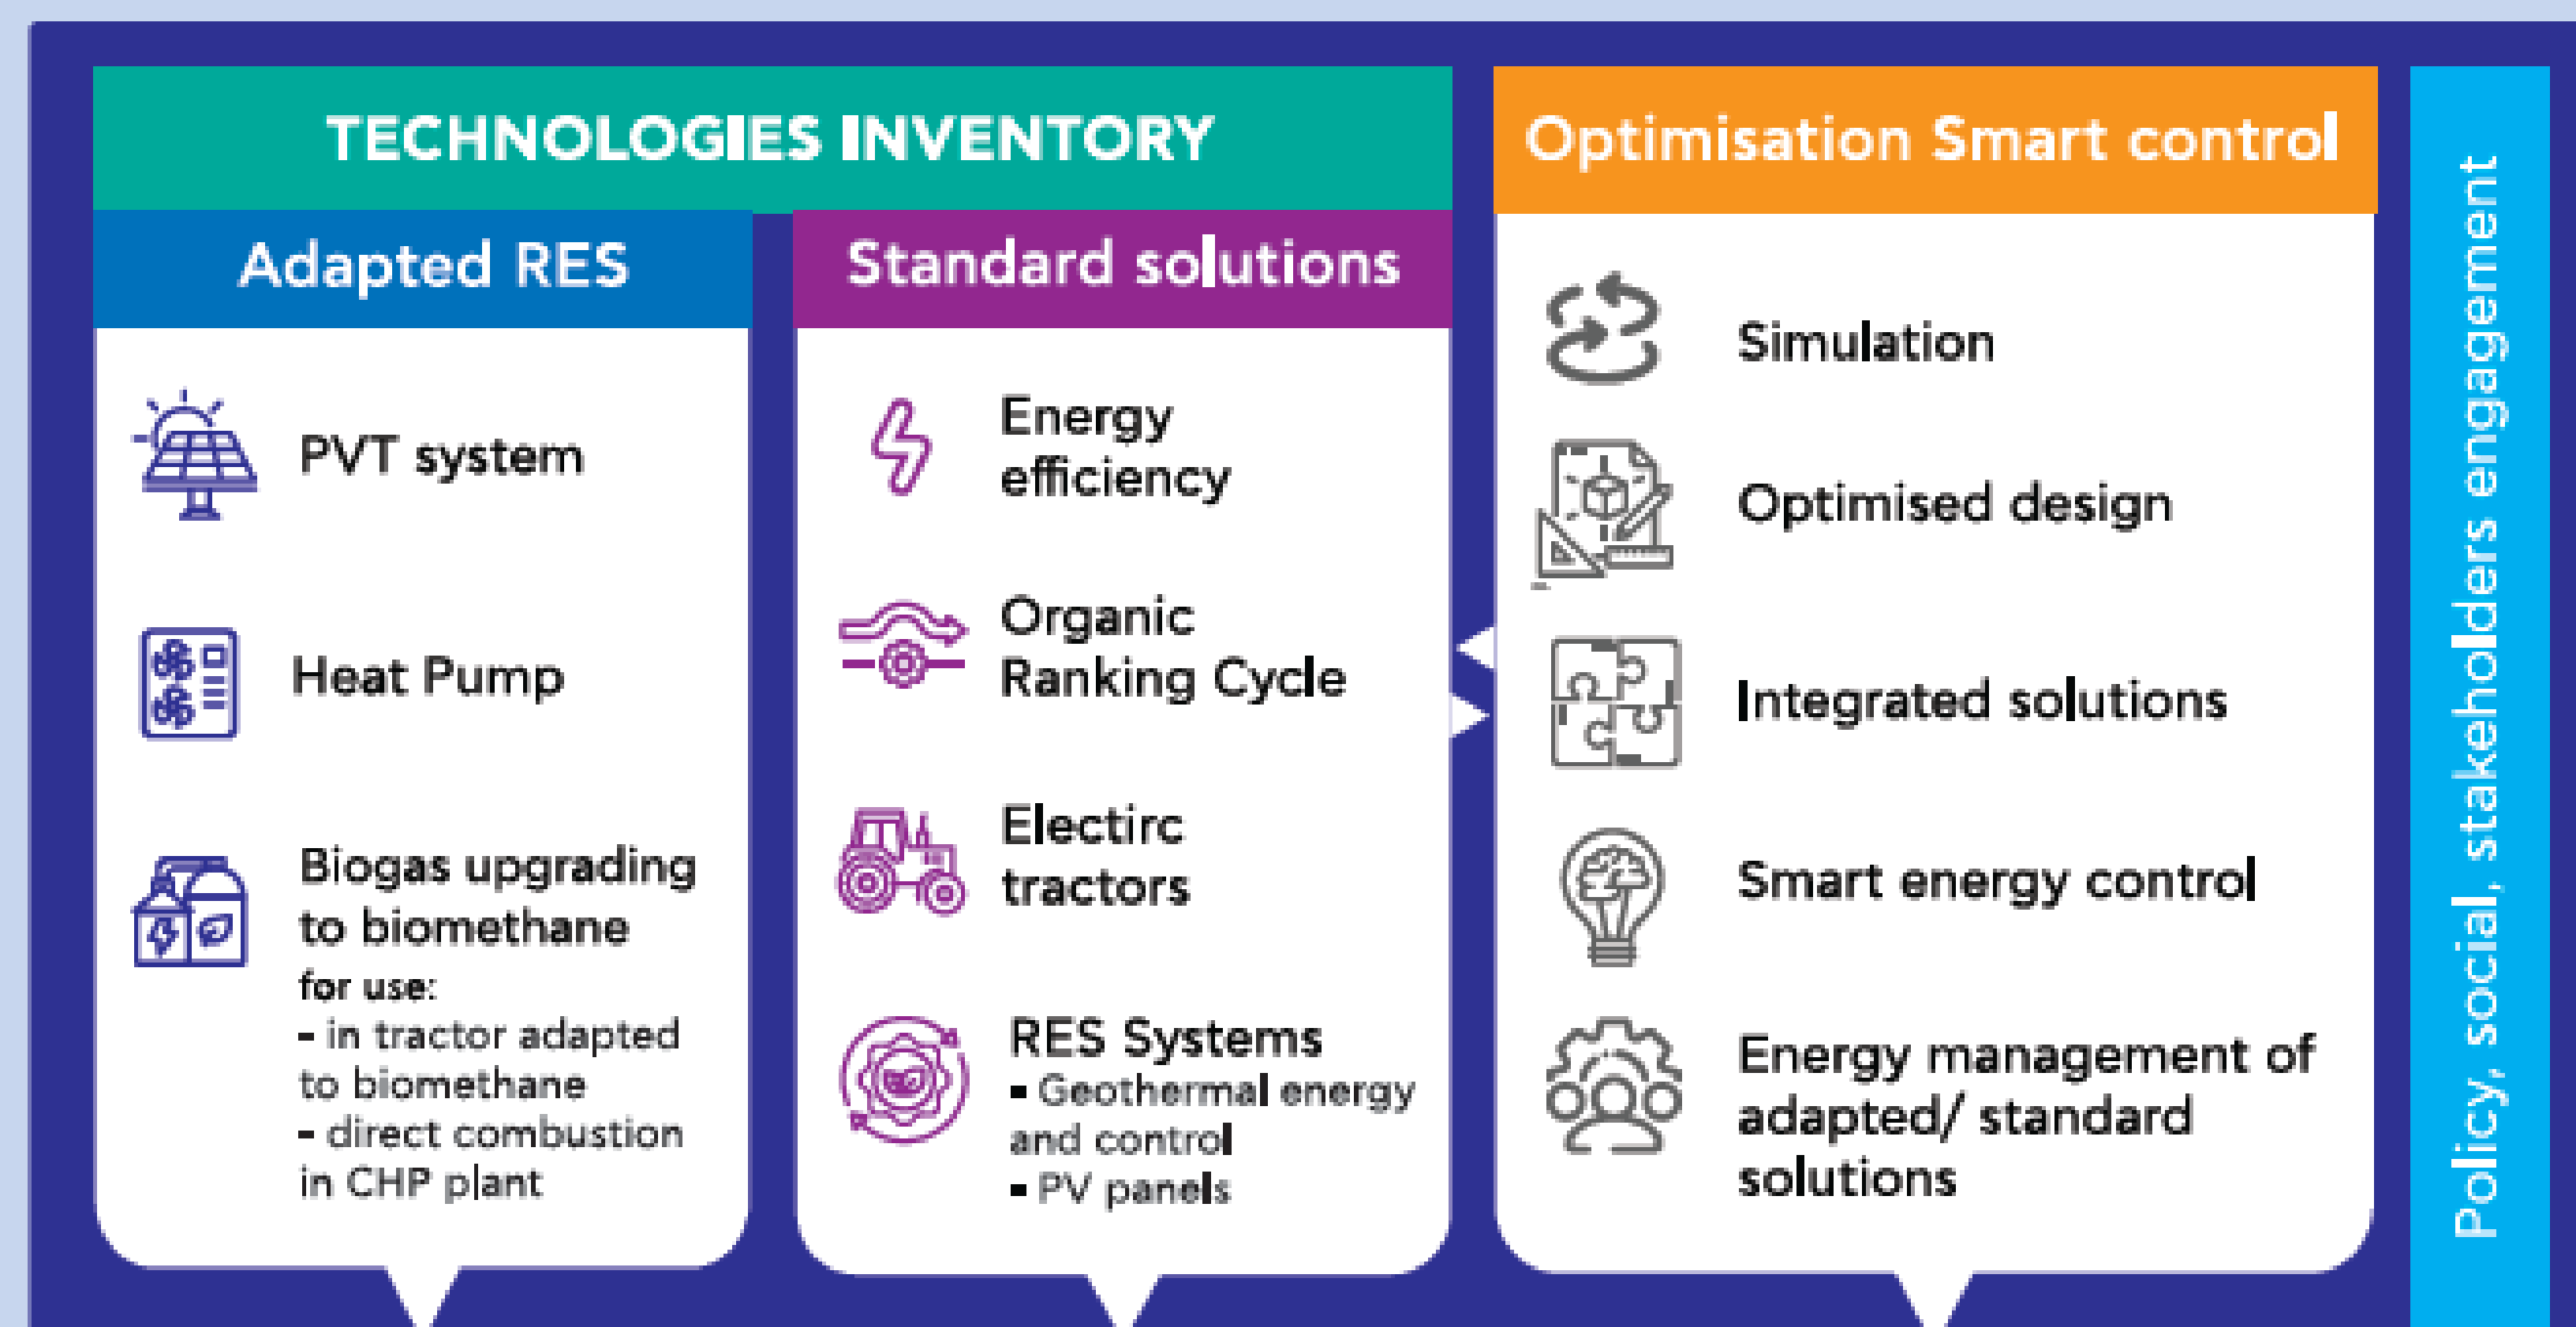 TECHNOLOGIES INVENTORY
Adapted RES
PVT system
Heat Pump
Biogas upgrading
to biomethane
for use:
- in tractor adapted
to biomethane
- direct combustion
in CHP plant
Standard solutions
Energy
efficiency
Organic
Ranking Cycle
Electirc
tractors
RES Systems
- Geothermal energy
and control
- PV panels
Optimisation Smart control
Simulation
Optimised design
Integrated solutions
Smart energy control
Energy management of
adapted/ standard
solutions
Policy, social, stakeholders engagement